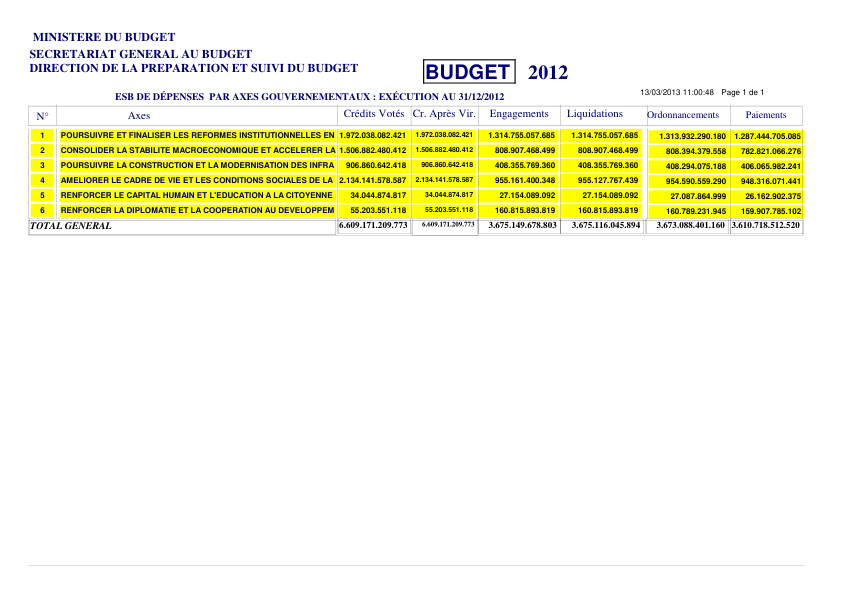 MINISTERE DU BUDGET
SECRETARIAT GENERAL AU BUDGET
DIRECTION DE LA PREPARATION ET SUIVI DU BUDGET
BUDGET 2012
13/03/2013 11:00:48 Page 1 de 1
ESB DE DÉPENSES PAR AXES GOUVERNEMENTAUX : EXÉCUTION AU 31/12/2012
N° Axes Crédits Votés Cr. Après Vir. Engagements Liquidations Ordonnancements Paiements
1 POURSUIVRE ET FINALISER LES REFORMES INSTITUTIONNELLES EN 1.972.038.082.421 1.972.038.082.421 1.314.755.057.685 1.314.755.057.685 1.313.932.290.180 1.287.444.705.085
2 CONSOLIDER LA STABILITE MACROECONOMIQUE ET ACCELERER LA 1.506.882.480.412 1.506.882.480.412 808.907.468.499 808.907.468.499 808.394.379.558 782.821.066.276
3 POURSUIVRE LA CONSTRUCTION ET LA MODERNISATION DES INFRA 906.860.642.418 906.860.642.418 408.355.769.360 408.355.769.360 408.294.075.188 406.065.982.241
4 AMELIORER LE CADRE DE VIE ET LES CONDITIONS SOCIALES DE LA 2.134.141.578.587 2.134.141.578.587 955.161.400.348 955.127.767.439 954.590.559.290 948.316.071.441
5 RENFORCER LE CAPITAL HUMAIN ET L'EDUCATION A LA CITOYENNE 34.044.874.817 34.044.874.817 27.154.089.092 27.154.089.092 27.087.864.999 26.162.902.375
6 RENFORCER LA DIPLOMATIE ET LA COOPERATION AU DEVELOPPEM 55.203.551.118 55.203.551.118 160.815.893.819 160.815.893.819 160.789.231.945 159.907.785.102
TOTAL GENERAL 6.609.171.209.773 6.609.171.209.773 3.675.149.678.803 3.675.116.045.894 3.673.088.401.160 3.610.718.512.520